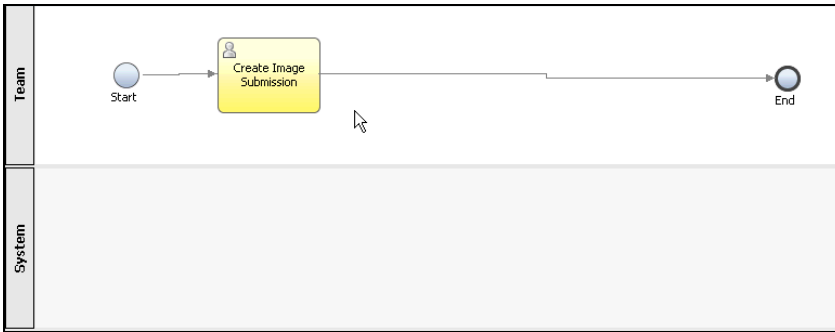 Team
Start
Create Image
Submission
End
System